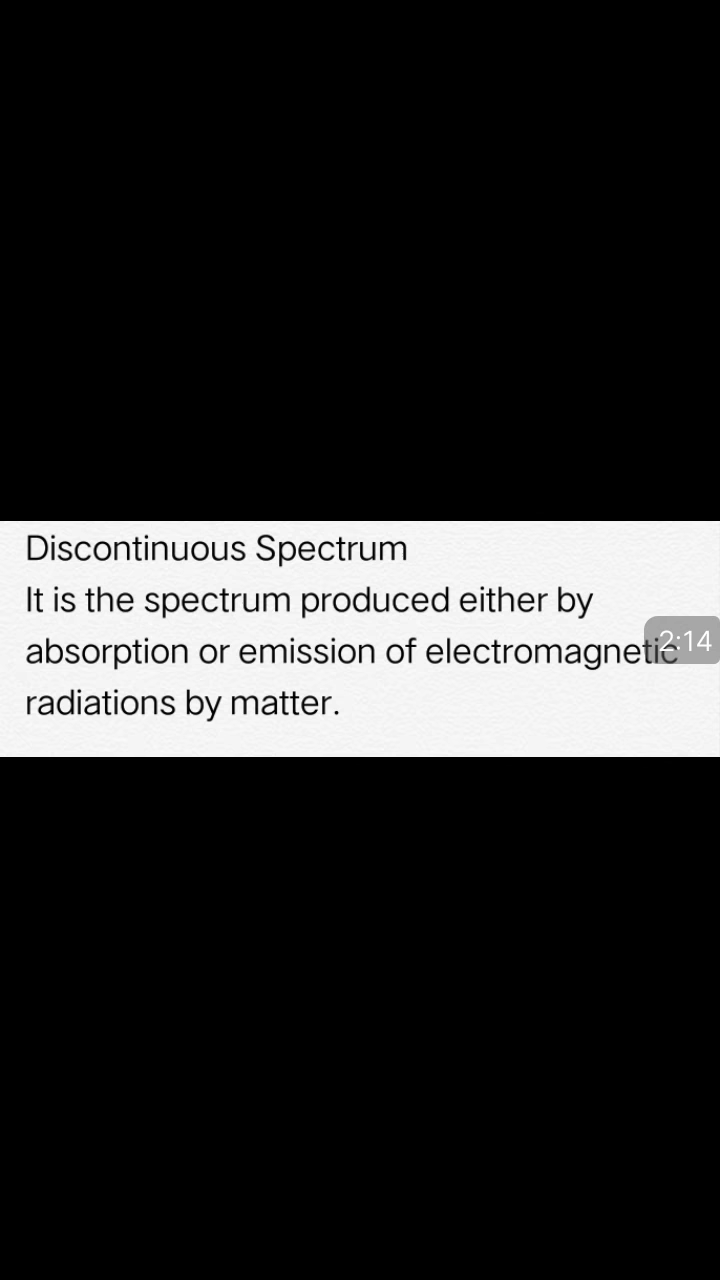 Discontinuous Spectrum
It is the spectrum produced either by
absorption or emission of electromagnetic
2:14
radiations by matter.